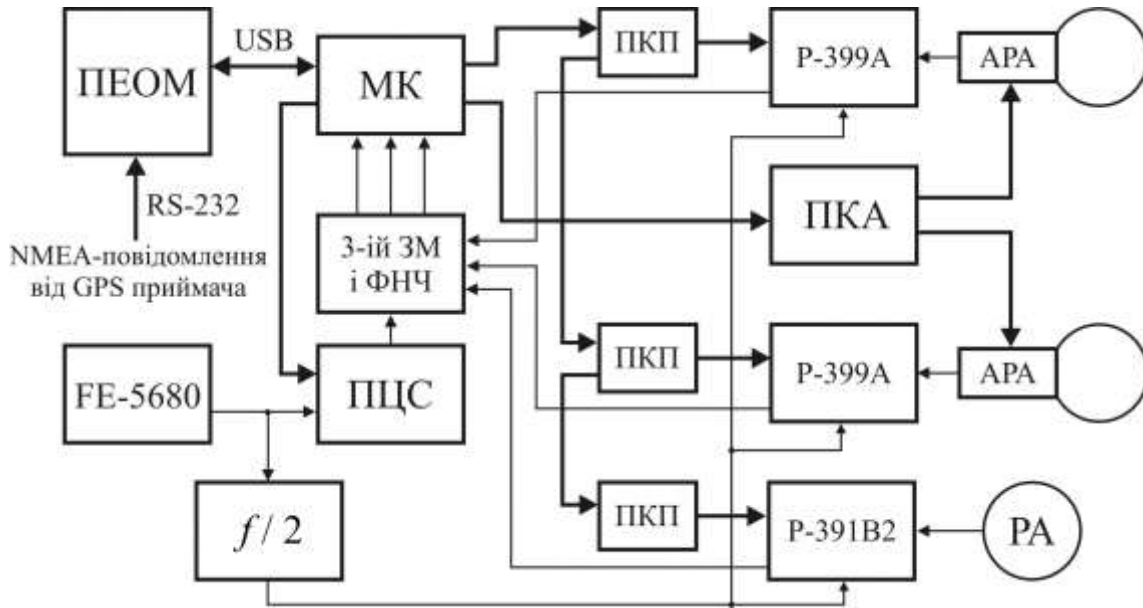 ПЕОМ
USB
МК
ПКП
Р-399А
АРА
RS-232
NMEA-повідомлення
від GPS приймача
3-ій ЗМ
і ФНЧ
ПКА
FE-5680
ПЦС
ПКП
Р-399А
АРА
f/2
ПКП
Р-391В2
РА